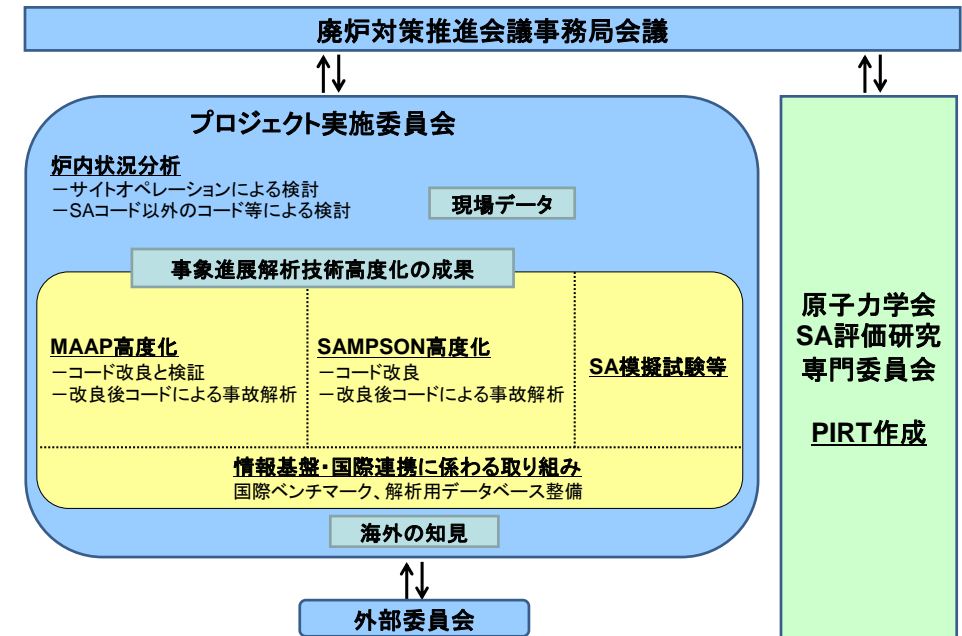 廃炉対策推進会議事務局会議
プロジェクト実施委員会
炉内状況分析
－サイトオペレーションによる検討
－SAコード以外のコード等による検討
現場データ
事象進展解析技術高度化の成果
MAAP高度化
－コード改良と検証
－改良後コードによる事故解析
SAMPSON高度化
－コード改良
－改良後コードによる事故解析
SA模擬試験等
情報基盤・国際連携に係わる取り組み
国際ベンチマーク、解析用データベース整備
海外の知見
外部委員会
原子力学会
SA評価研究
専門委員会
PIRT作成